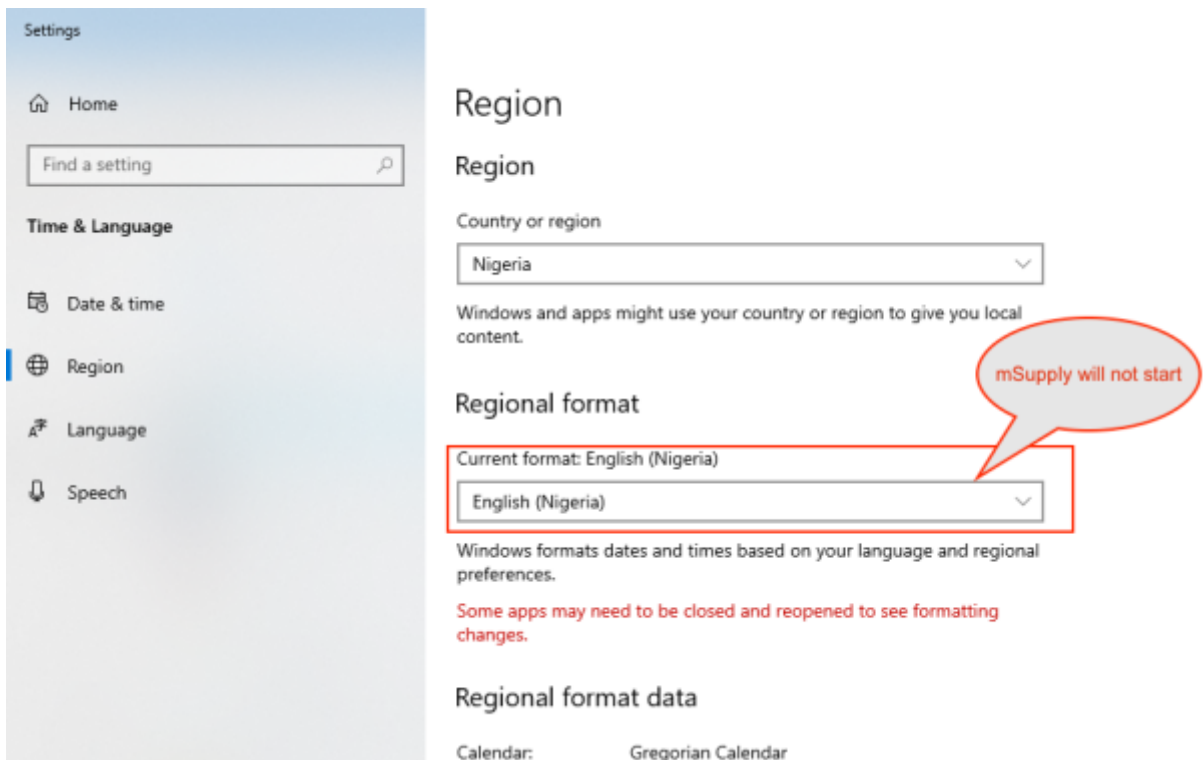 Settings
Home
Find a setting
Time & Language
Date & time
Region
Language
Speech
Region
Region
Country or region
Nigeria
Windows and apps might use your country or region to give you local
content.
mSupply will not start
Regional format
Current format: English (Nigeria)
English (Nigeria)
Windows formats dates and times based on your language and regional
preferences.
Some apps may need to be closed and reopened to see formatting
changes.
Regional format data
Calendar: Gregorian Calendar